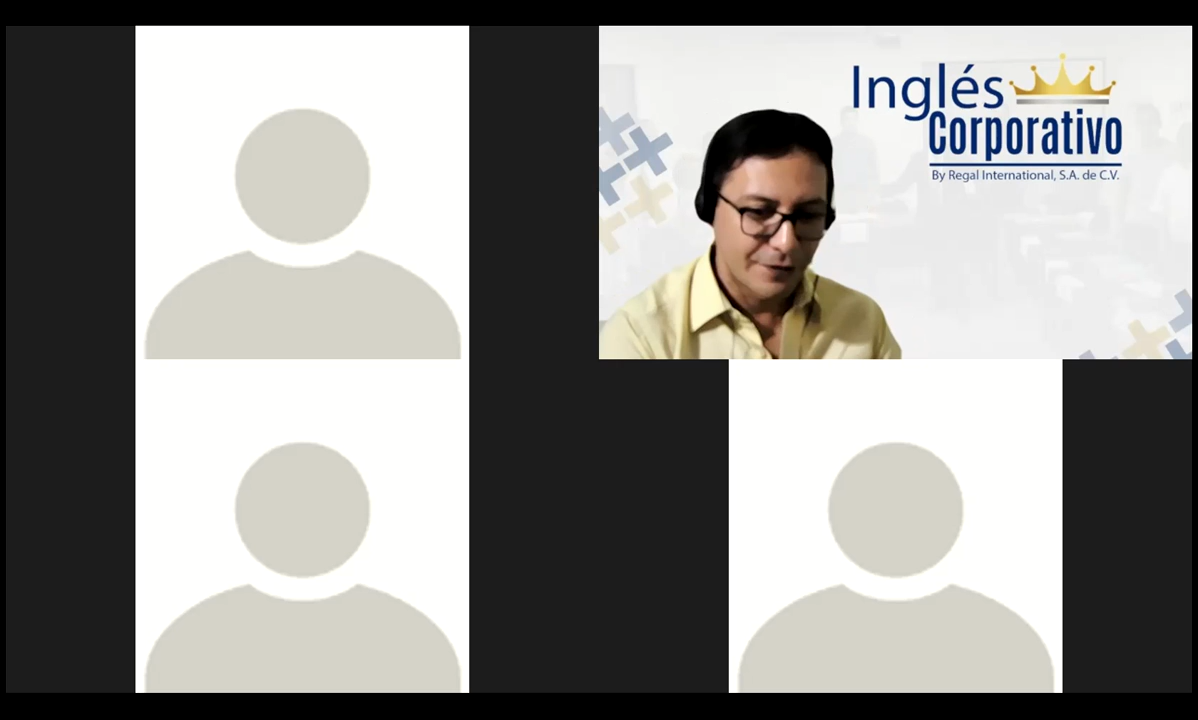 Inglés
Corporativo
By Regal International, S.A. de C.V.